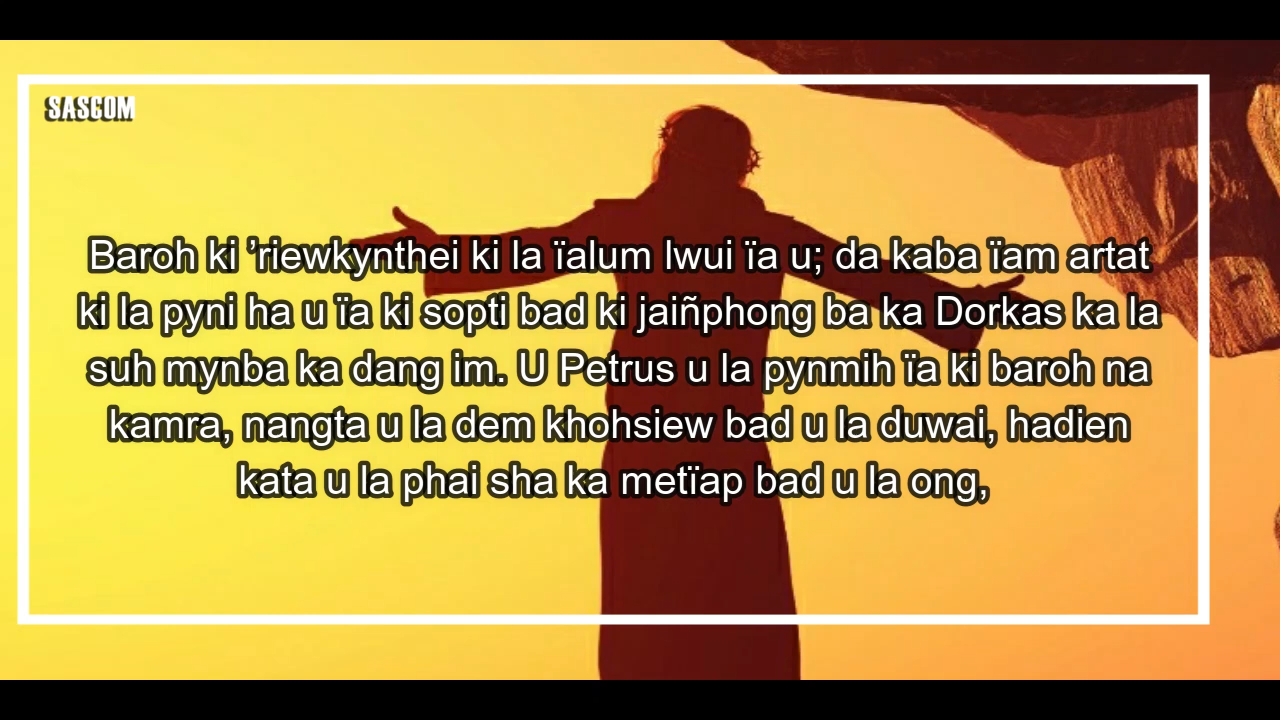 SASCOM
Baroh ki ’riewkynthei ki la ïalum lwui ïa u; da kaba ïam artat
ki la pyni ha u ïa ki sopti bad ki jaiñphong ba ka Dorkas ka la
suh mynba ka dang im. U Petrus u la pynmih ïa ki baroh na
kamra, nangta u la dem khohsiew bad u la duwai, hadien
kata u la phai sha ka metïap bad u la ong,